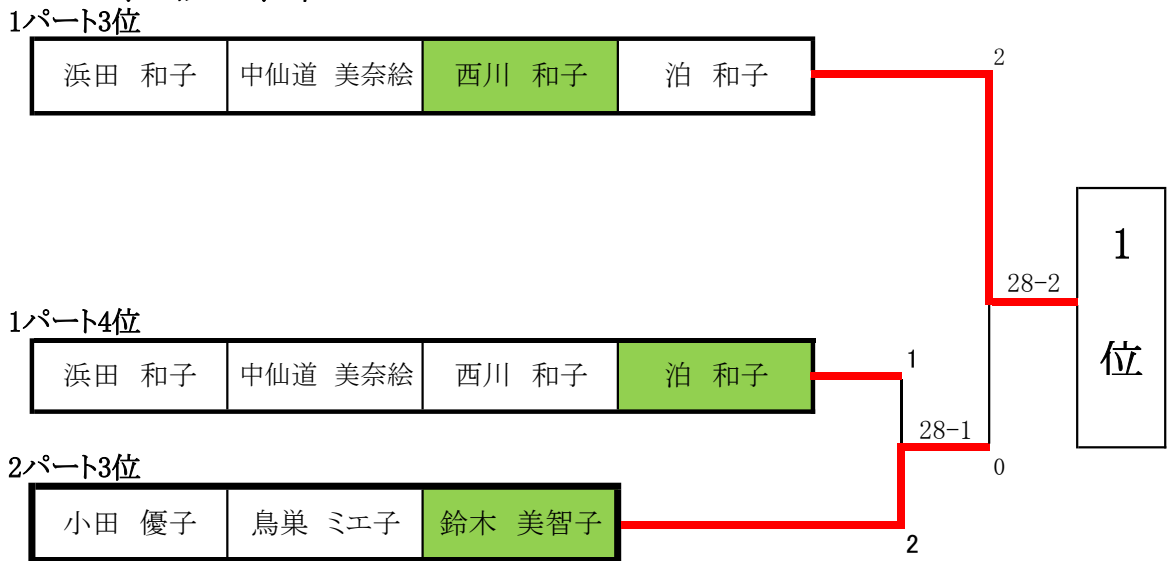 1パート3位
浜田 和子 中仙道 美奈絵 西川 和子 泊 和子
2
1位
28-2
1パート4位
浜田 和子 中仙道 美奈絵 西川 和子 泊 和子
1
28-1
0
2パート3位
小田 優子 鳥巣 ミエ子 鈴木 美智子
2